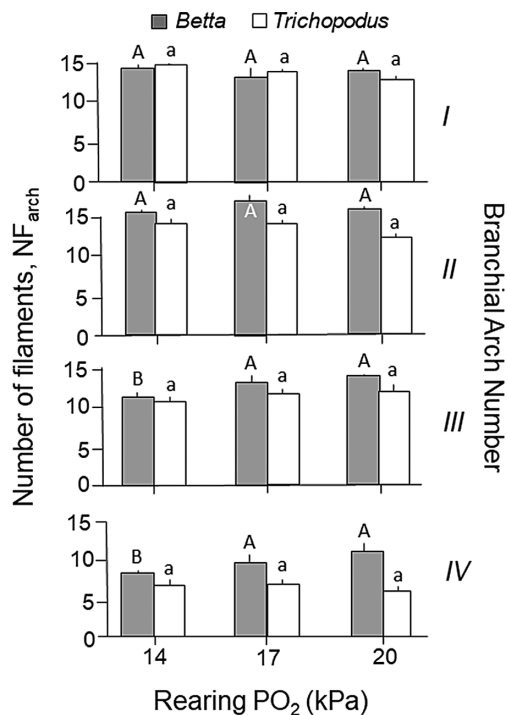 Betta Trichopodus
Number of filaments, NFarch
Branchial Arch Number
15
10
5
0
A a A a A a
I
15
10
5
0
A a A a A a
II
15
10
5
0
B a A a A a
III
15
10
5
0
B a A a A a
IV
14 17 20
Rearing PO2 (kPa)